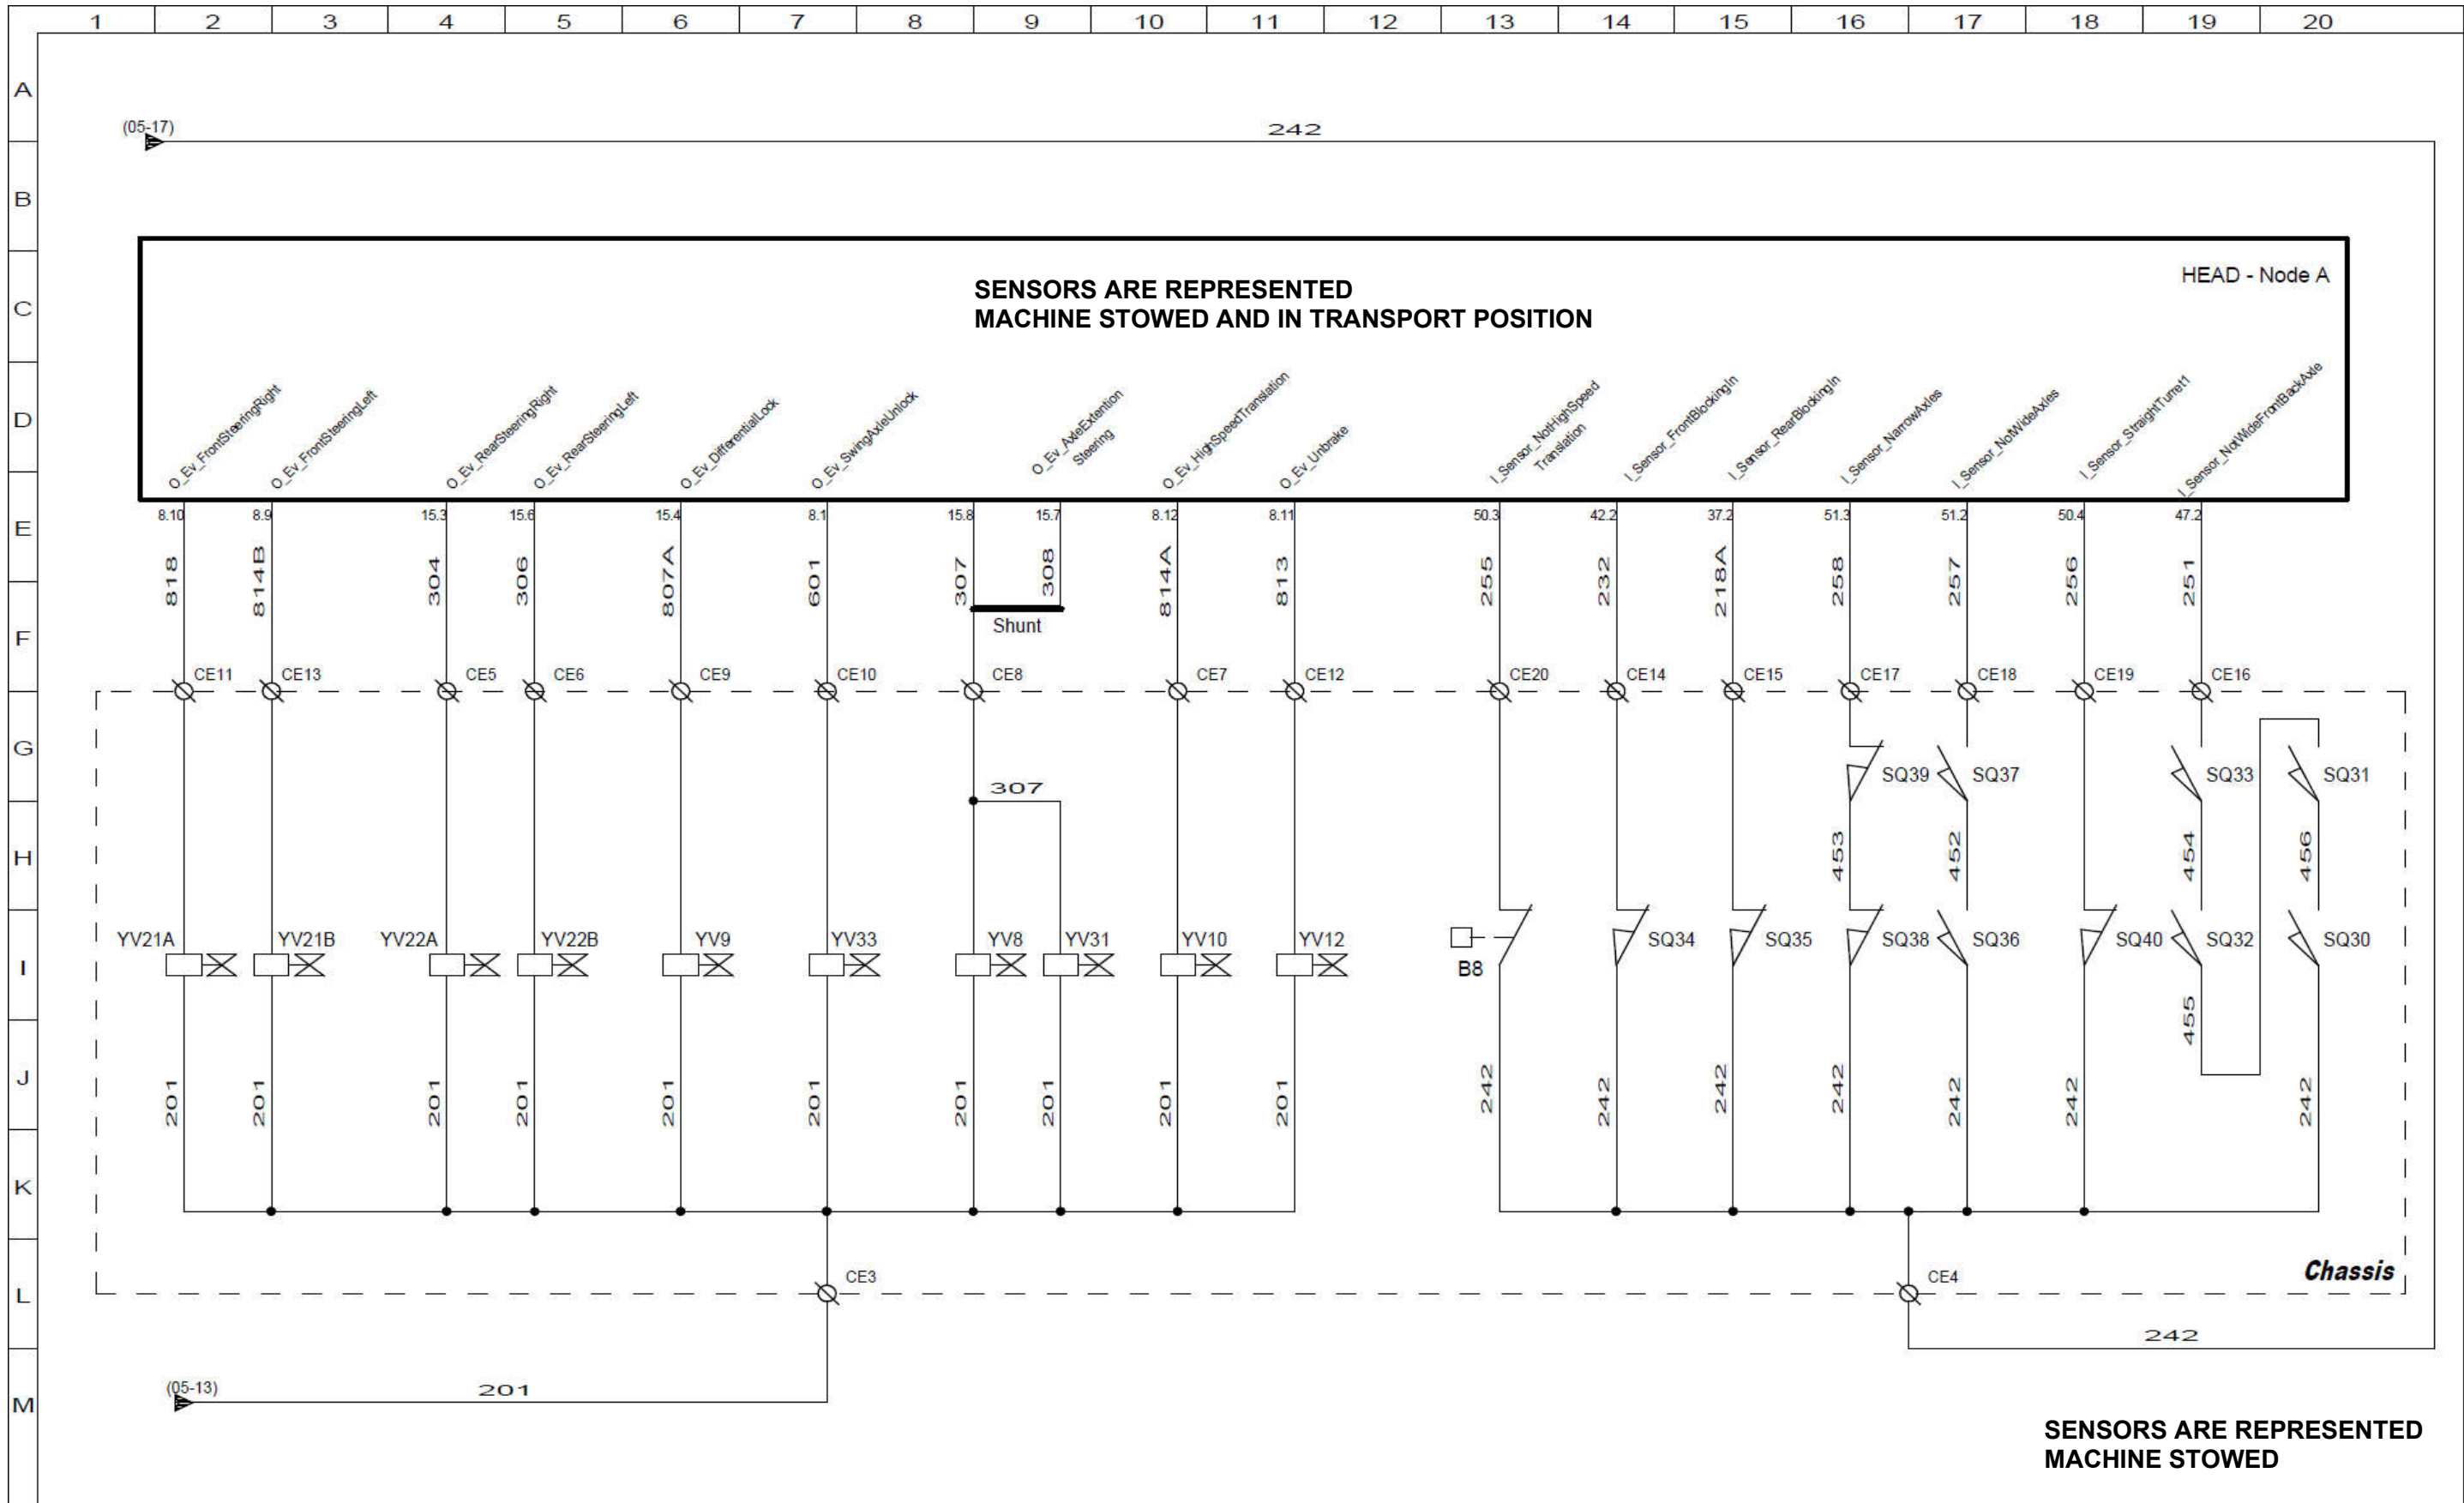 1 2 3 4 5 6 7 8 9 10 11 12 13 14 15 16 17 18 19 20
A
(05-17)
242
B
HEAD - Node A
C
SENSORS ARE REPRESENTED
MACHINE STOWED AND IN TRANSPORT POSITION
D
O_Ev_FrontSteeringRight
O_Ev_FrontSteeringLeft
O_Ev_RearSteeringRight
O_Ev_RearSteeringLeft
O_Ev_DifferentialLock
O_Ev_SwingAxleUnlock
O_Ev_AxleExtention
Steering
O_Ev_HighSpeedTranslation
O_Ev_Unbrake
I_Sensor_NotHighSpeed
Translation
I_Sensor_FrontBlockingIn
I_Sensor_RearBlockingIn
I_Sensor_NarrowAxles
I_Sensor_NotWideAxles
I_Sensor_StraightTurret1
I_Sensor_NotWideFrontBackAxle
E
8.10 8.9 15.3 15.6 15.4 8.1 15.8 15.7 8.12 8.11 50.3 42.2 37.2 51.3 51.2 50.4 47.2
818 814B 304 306 807A 601 307 308 814A 813 255 232 218A 258 257 256 251
F
Shunt
CE11 CE13 CE5 CE6 CE9 CE10 CE8 CE7 CE12 CE20 CE14 CE15 CE17 CE18 CE19 CE16
G
307
SQ39 SQ37 SQ33 SQ31
H
453 452 454 456
I
YV21A YV21B YV22A YV22B YV9 YV33 YV8 YV31 YV10 YV12 B8 SQ34 SQ35 SQ38 SQ36 SQ40 SQ32 SQ30
455
J
201 201 201 201 201 201 201 201 201 201 242 242 242 242 242 242 242
K
L
CE3
CE4
Chassis
242
M
(05-13)
201
SENSORS ARE REPRESENTED
MACHINE STOWED